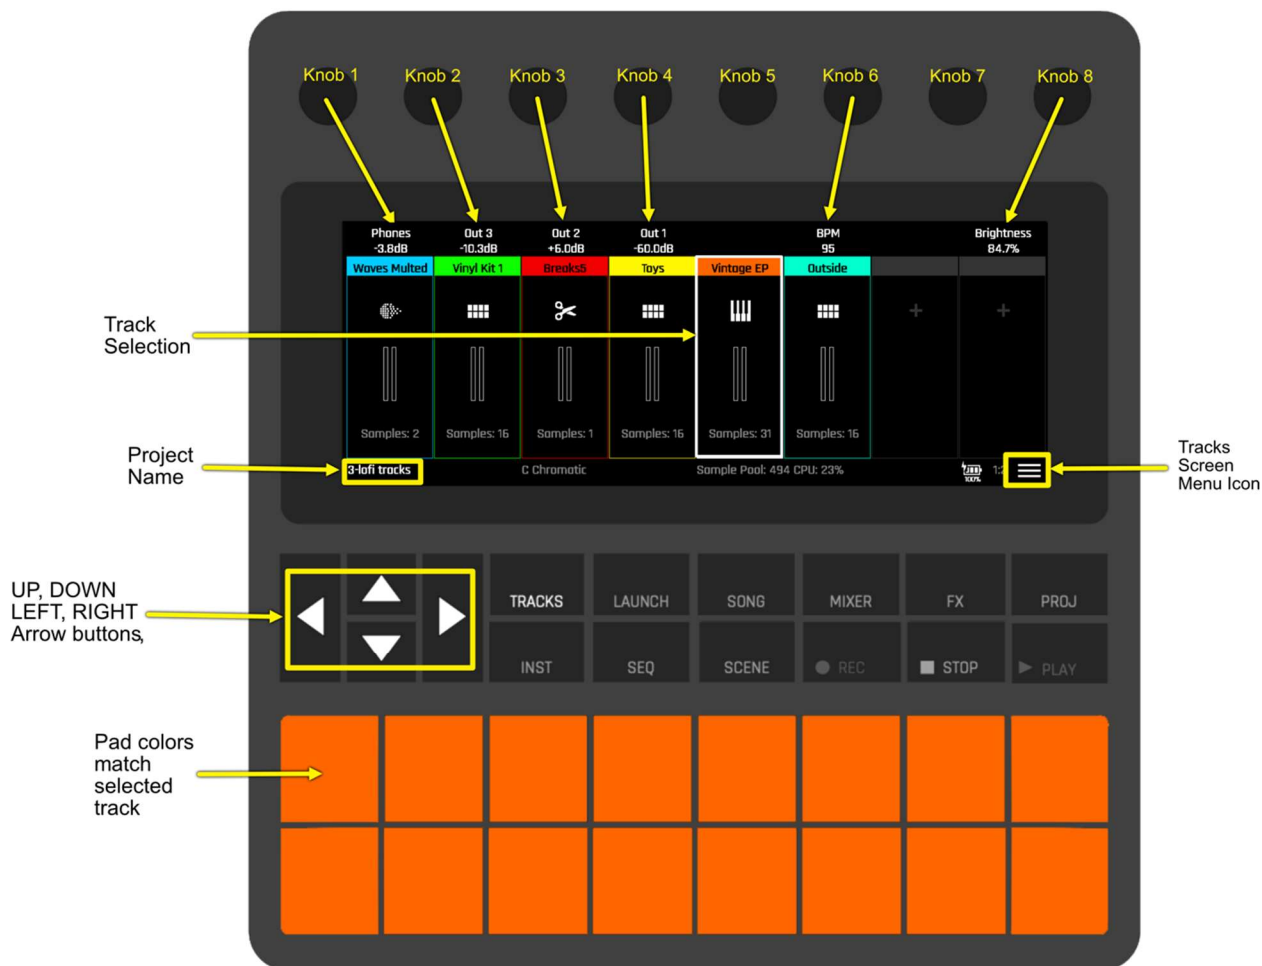 Knob 1 Knob 2 Knob 3 Knob 4 Knob 5 Knob 6 Knob 7 Knob 8
Phones Out 3 Out 2 Out 1 BPM Brightness
-3.8dB -10.3dB +6.0dB -60.0dB 95 84.7%
Waves Multed Vinyl Kit 1 Breaks5 Toys Vintage EP Outside
+ +
Track
Selection
Samples: 2 Samples: 16 Samples: 1 Samples: 16 Samples: 31 Samples: 16
Project
Name
3-lofi tracks C Chromatic Sample Pool: 494 CPU: 23%
100%
Tracks
Screen
Menu Icon
UP, DOWN
LEFT, RIGHT
Arrow buttons,
TRACKS LAUNCH SONG MIXER FX PROJ
INST SEQ SCENE REC STOP PLAY
Pad colors
match
selected
track